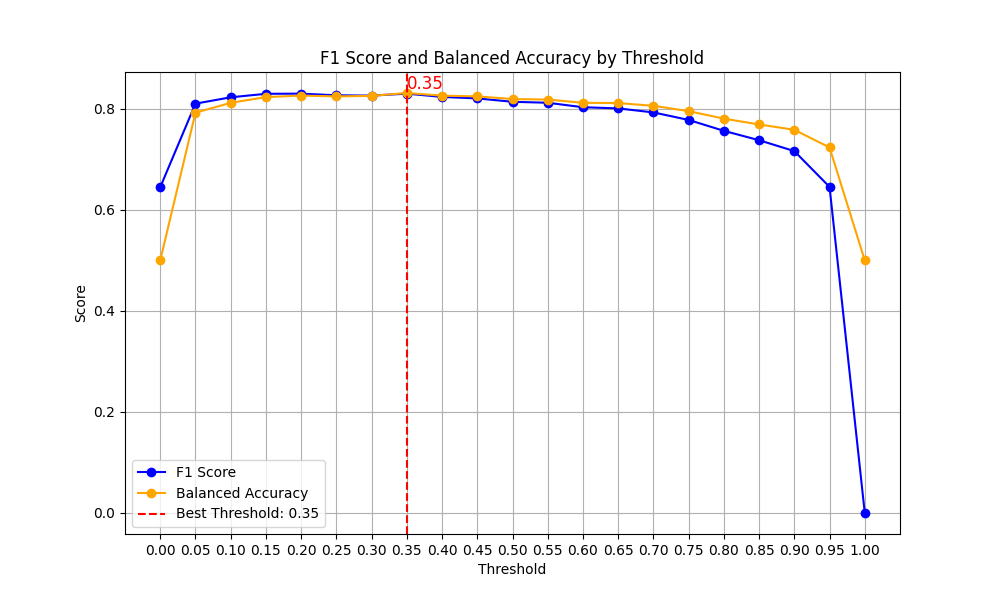 F1 Score and Balanced Accuracy by Threshold
0.35
0.8
0.6
0.4
0.2
0.0
Score
F1 Score
Balanced Accuracy
Best Threshold: 0.35
0.00 0.05 0.10 0.15 0.20 0.25 0.30 0.35 0.40 0.45 0.50 0.55 0.60 0.65 0.70 0.75 0.80 0.85 0.90 0.95 1.00
Threshold